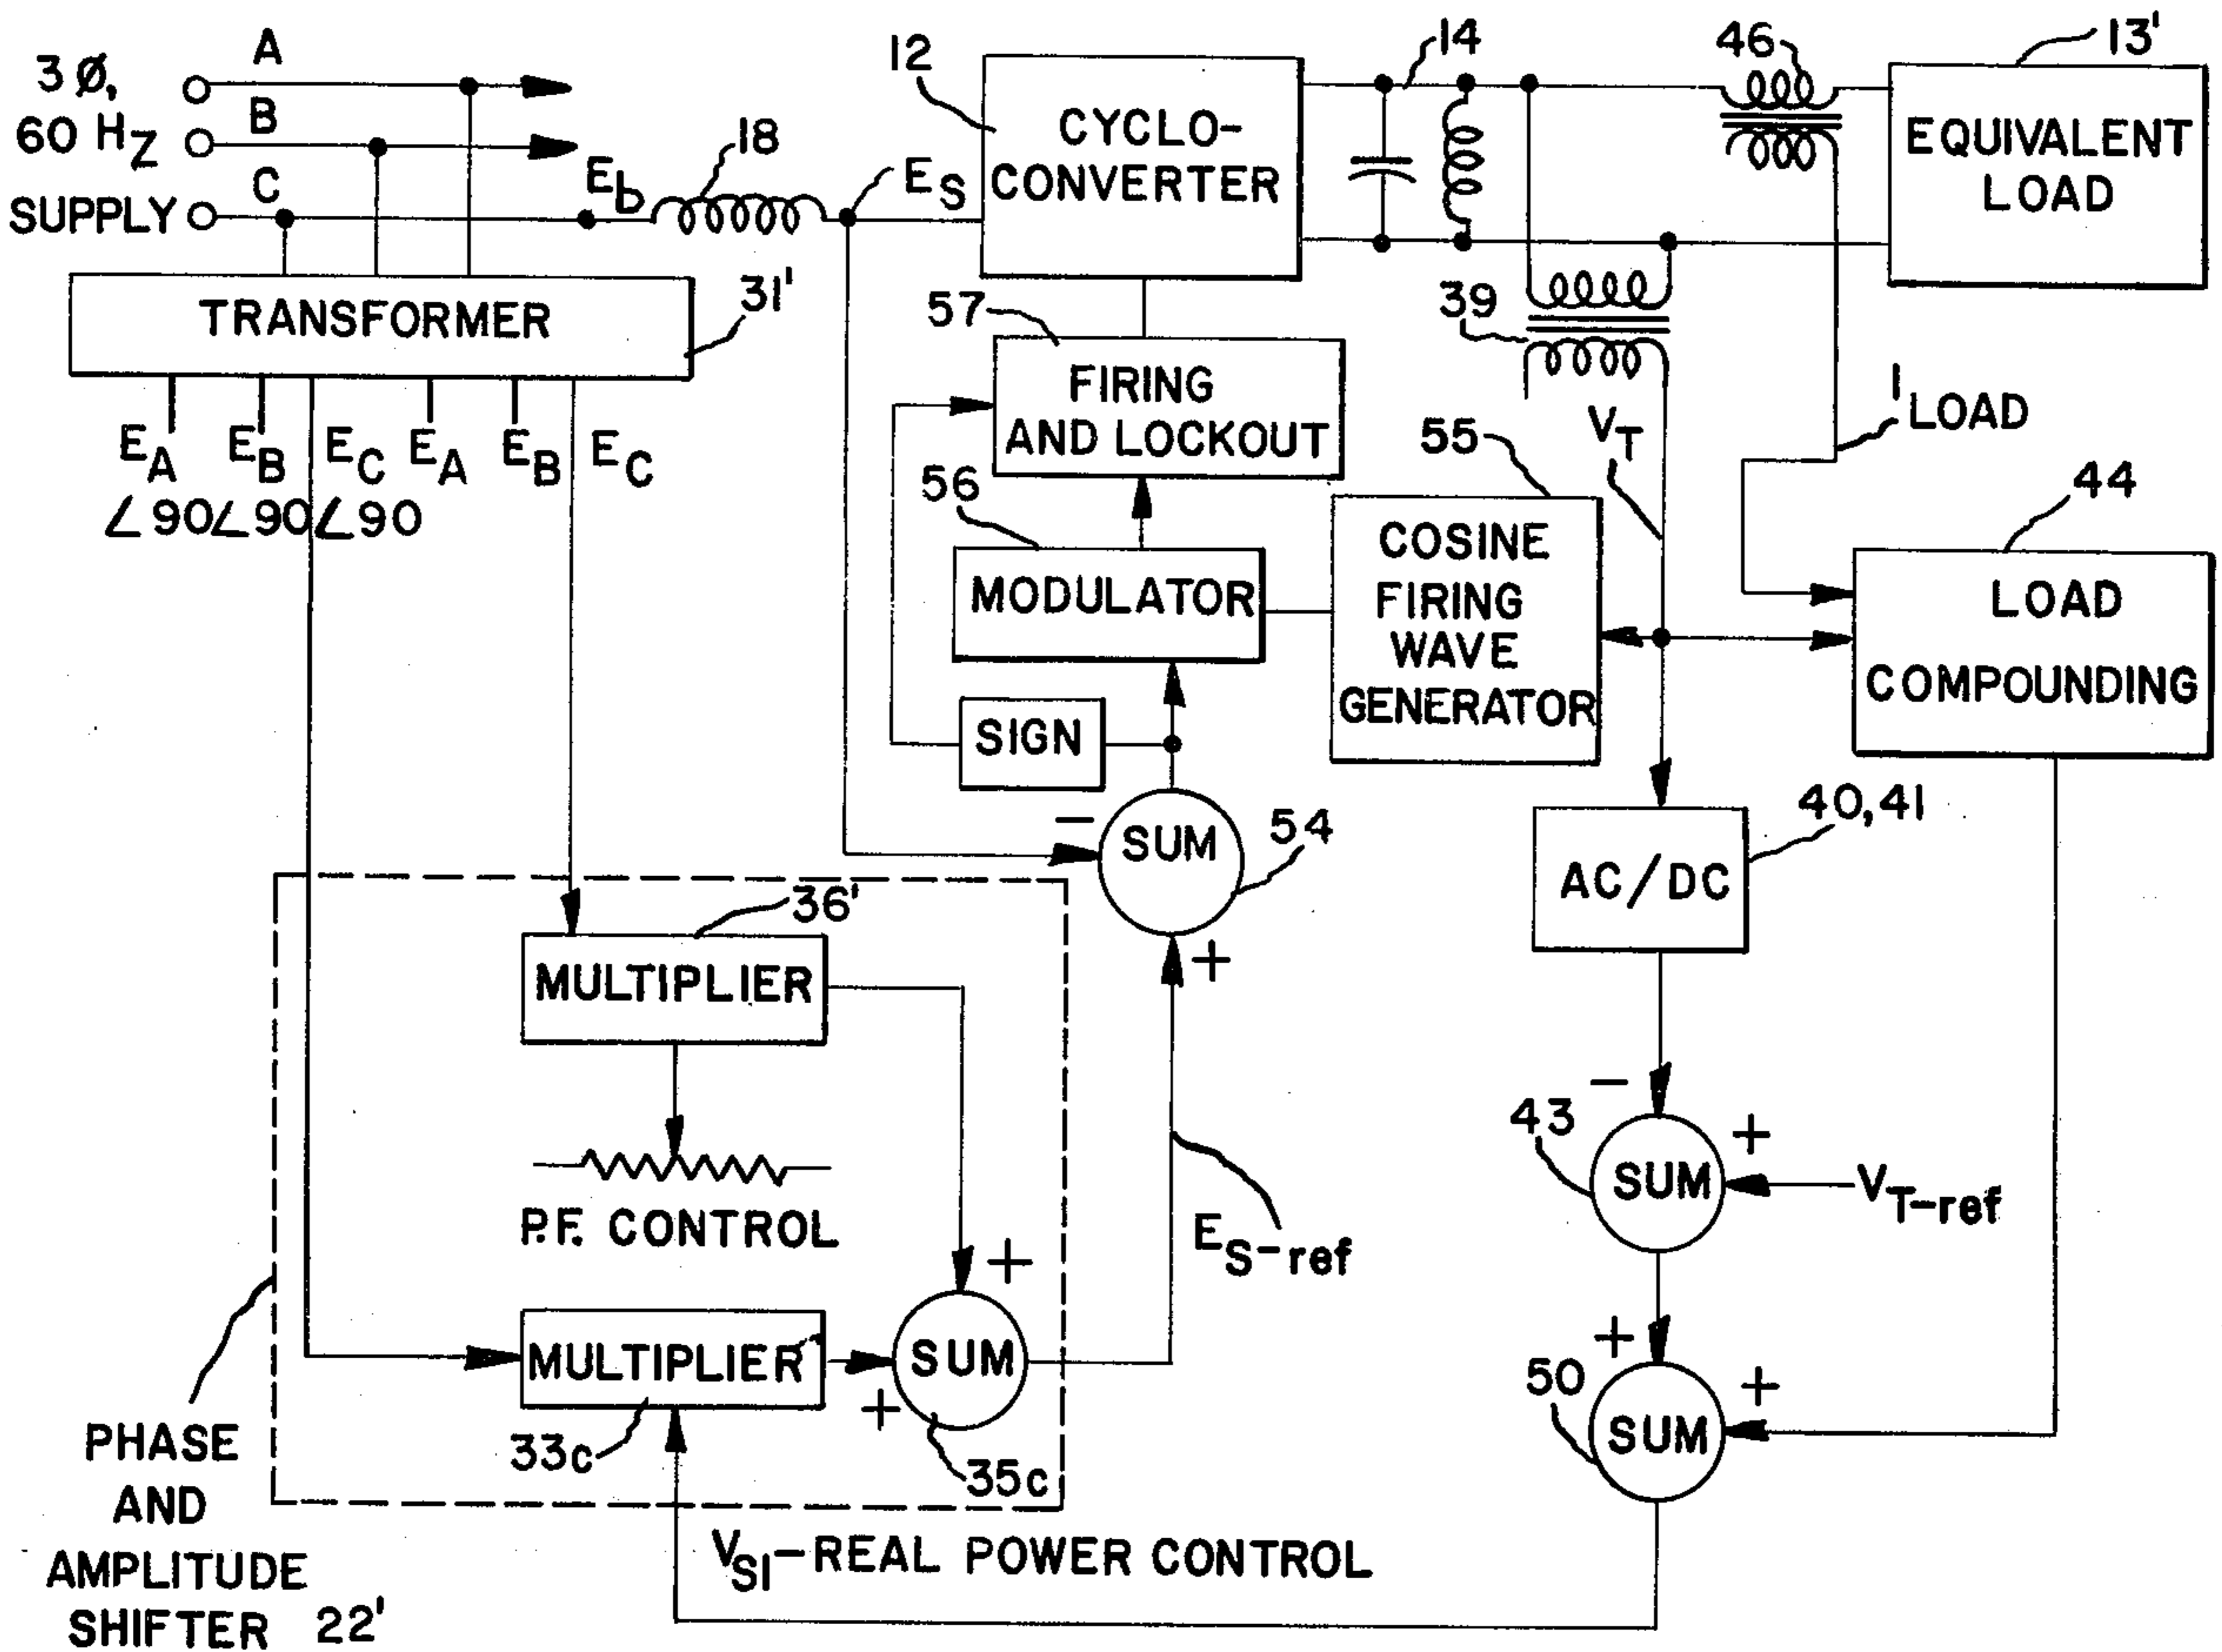 3 Ø,
60 Hz
SUPPLY
A
B
C
Eb
18
ES
12
CYCLO-
CONVERTER
14
46
13'
EQUIVALENT
LOAD
TRANSFORMER
31'
EA
∠90
EB
∠90
EC
∠90
EA
EB
EC
57
FIRING
AND LOCKOUT
39
VT
I LOAD
55
COSINE
FIRING
WAVE
GENERATOR
56
MODULATOR
44
LOAD
COMPOUNDING
SIGN
−
SUM
54
+
40,41
AC/DC
36'
MULTIPLIER
P.F. CONTROL
ES-ref
−
43
SUM
+
VT-ref
+
MULTIPLIER
33c
SUM
+
35c
+
50
SUM
+
PHASE
AND
AMPLITUDE
SHIFTER 22'
VSI-REAL POWER CONTROL